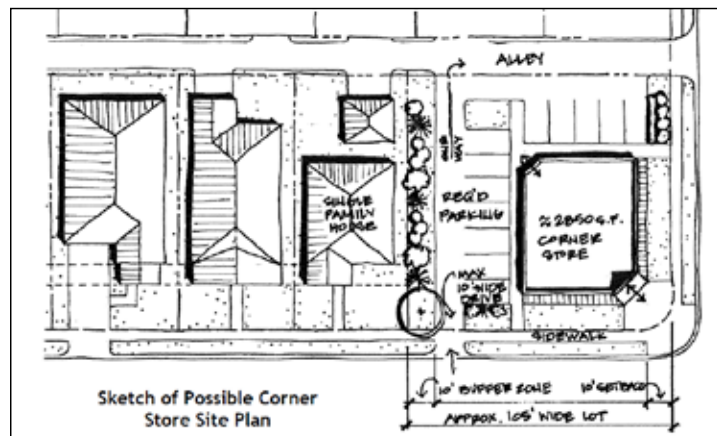 ALLEY
ONE
WAY
SINGLE
FAMILY
HOUSE
REQ'D
PARKING
≈2850 S.F.
CORNER
STORE
MAX
10' WIDE
DRIVE
SIDEWALK
10' BUFFER ZONE
10' SETBACK
APPROX. 105' WIDE LOT
Sketch of Possible Corner
Store Site Plan